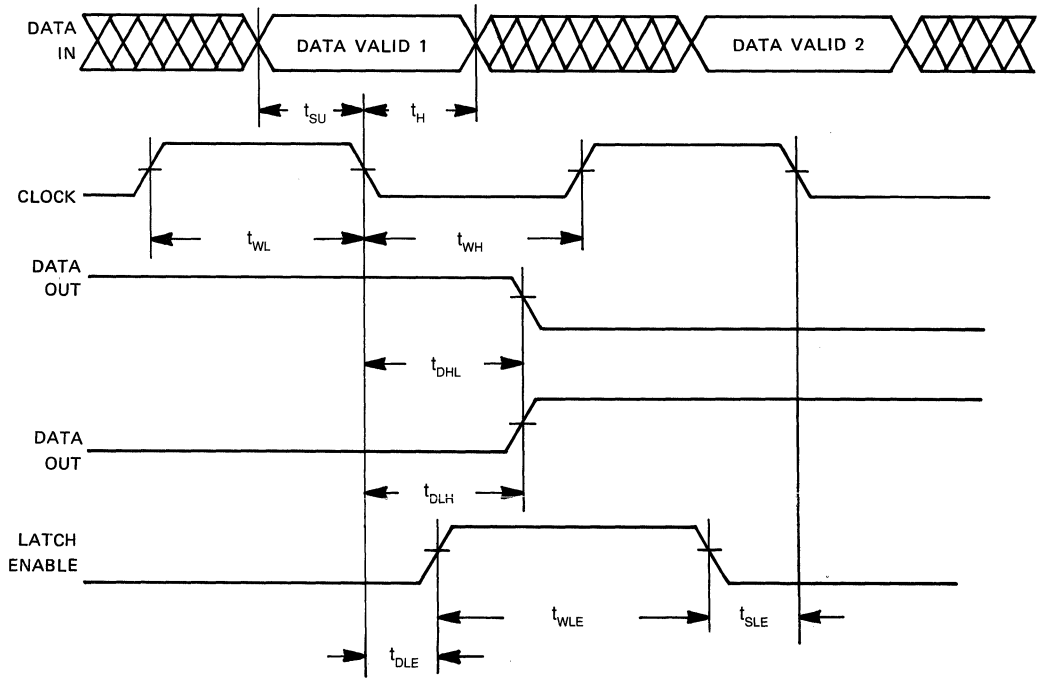 DATA
IN
DATA VALID 1
DATA VALID 2
tSU
tH
CLOCK
tWL
tWH
DATA
OUT
tDHL
DATA
OUT
tDLH
LATCH
ENABLE
tWLE
tSLE
tDLE